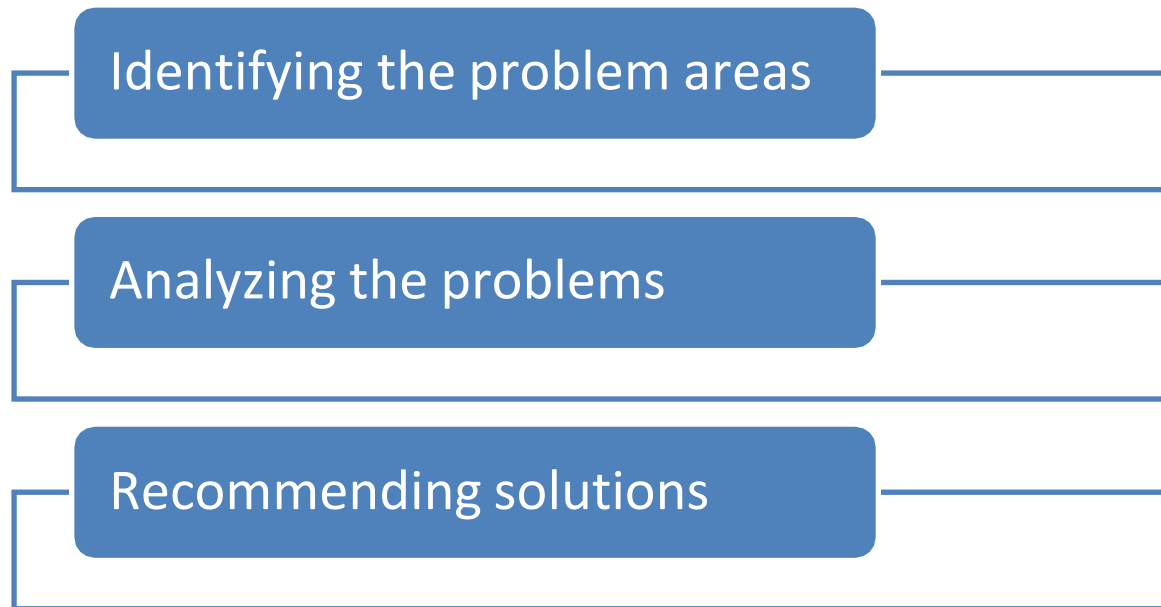 Identifying the problem areas
Analyzing the problems
Recommending solutions